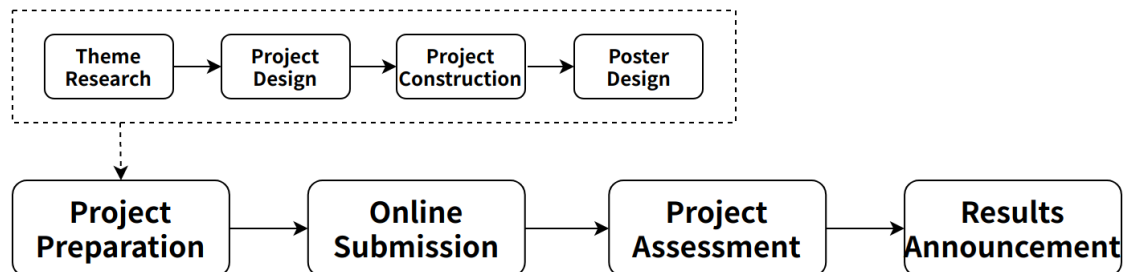 Theme
Research
Project
Design
Project
Construction
Poster
Design
Project
Preparation
Online
Submission
Project
Assessment
Results
Announcement